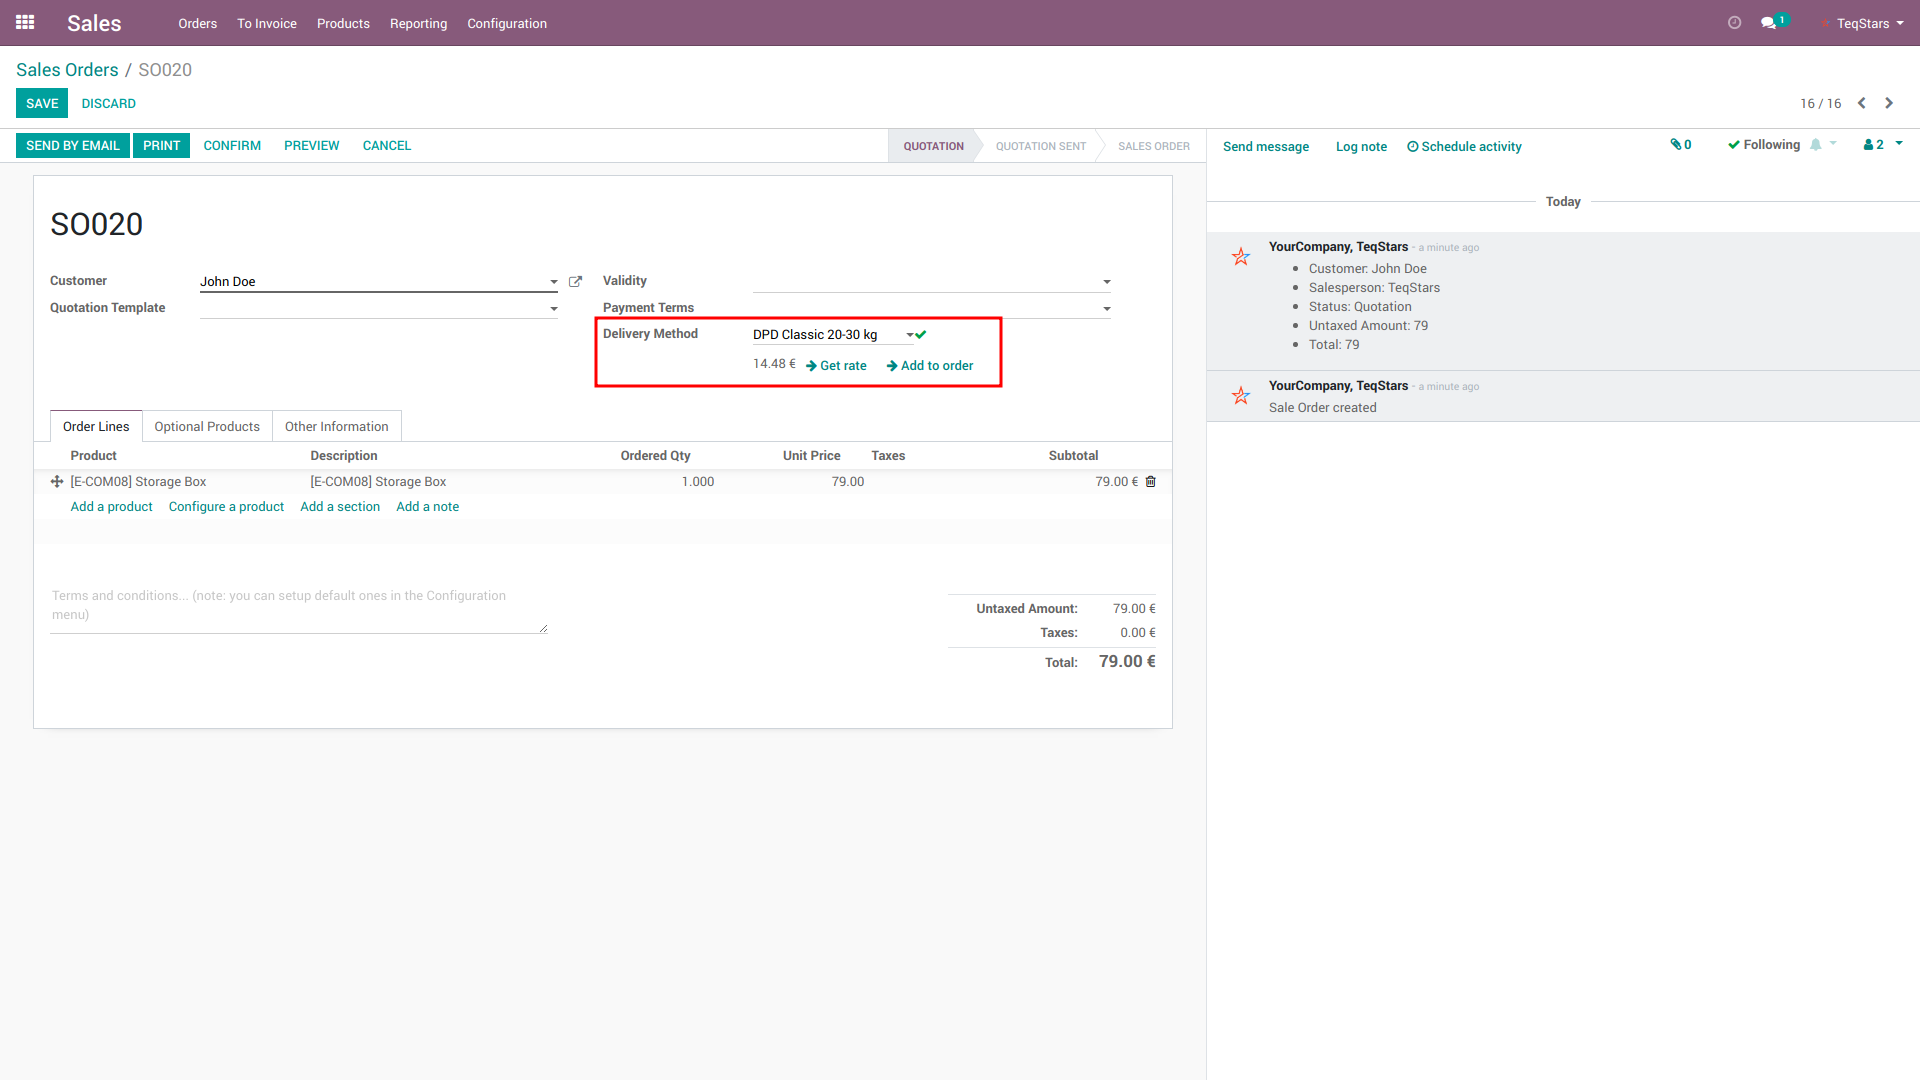 Sales Orders To Invoice Products Reporting Configuration 1 TeqStars
Sales Orders / SO020
SAVE DISCARD 16 / 16
SEND BY EMAIL PRINT CONFIRM PREVIEW CANCEL QUOTATION QUOTATION SENT SALES ORDER
Send message Log note Schedule activity 0 Following 2
SO020
Customer John Doe
Quotation Template
Validity
Payment Terms
Delivery Method DPD Classic 20-30 kg
14.48 € Get rate Add to order
Order Lines Optional Products Other Information
Product Description Ordered Qty Unit Price Taxes Subtotal
[E-COM08] Storage Box [E-COM08] Storage Box 1.000 79.00 79.00 €
Add a product Configure a product Add a section Add a note
Terms and conditions... (note: you can setup default ones in the Configuration
menu)
Untaxed Amount: 79.00 €
Taxes: 0.00 €
Total: 79.00 €
Today
YourCompany, TeqStars - a minute ago
Customer: John Doe
Salesperson: TeqStars
Status: Quotation
Untaxed Amount: 79
Total: 79
YourCompany, TeqStars - a minute ago
Sale Order created